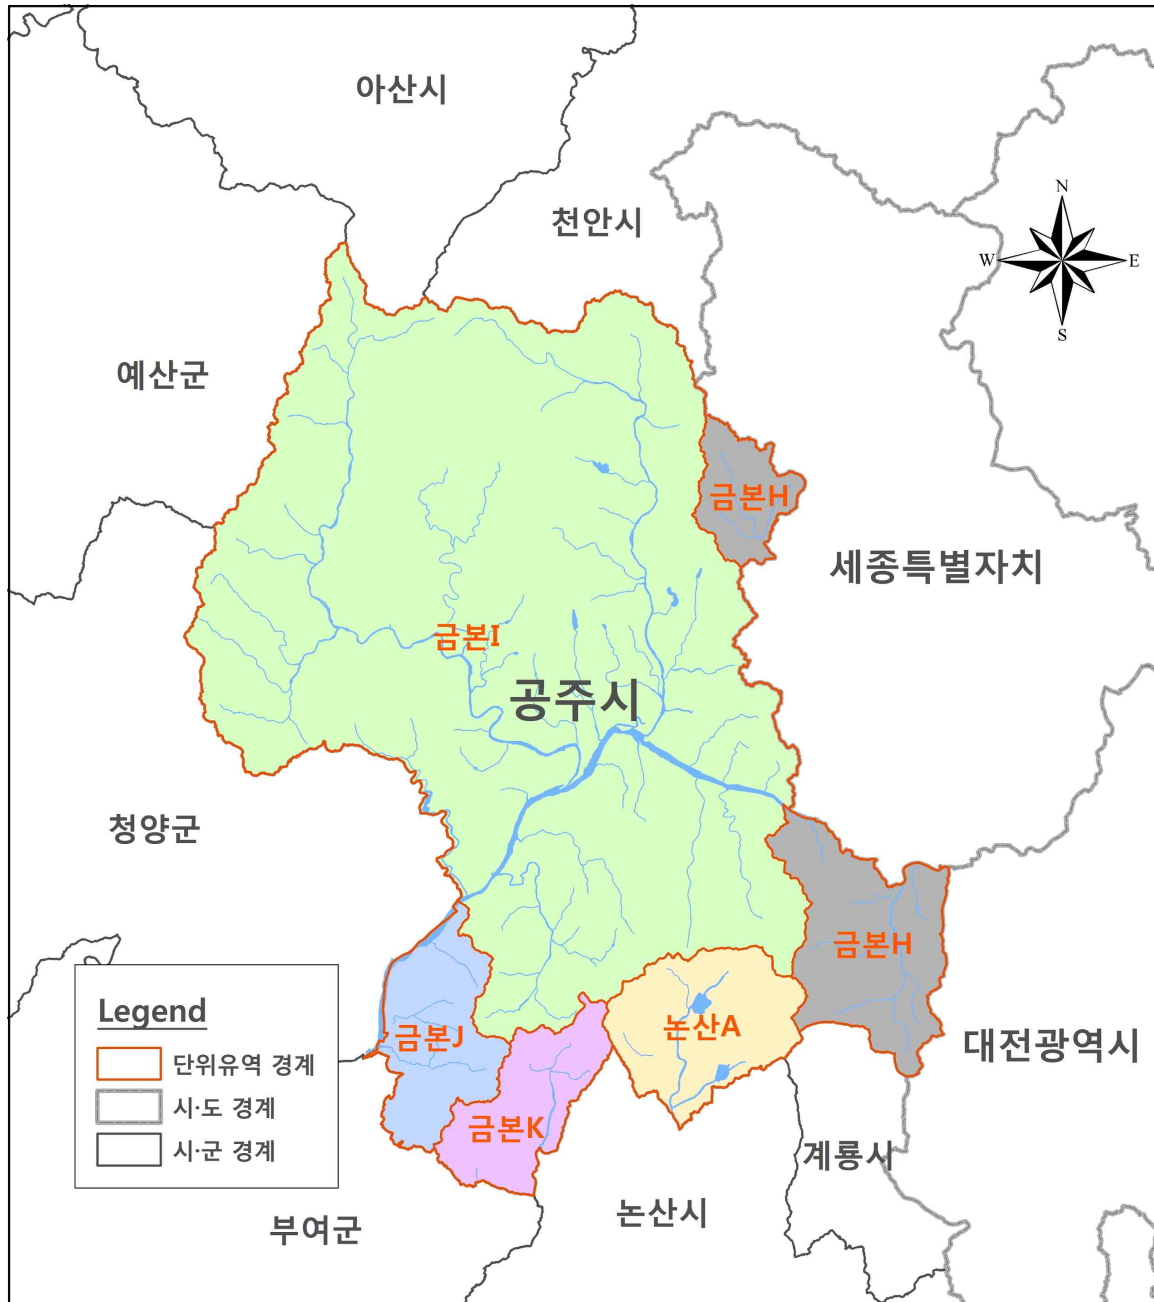 아산시
천안시
N
W
E
S
예산군
금본H
세종특별자치
금본I
공주시
청양군
금본H
Legend
단위유역 경계
시·도 경계
시·군 경계
금본J
논산A
대전광역시
금본K
계룡시
논산시
부여군